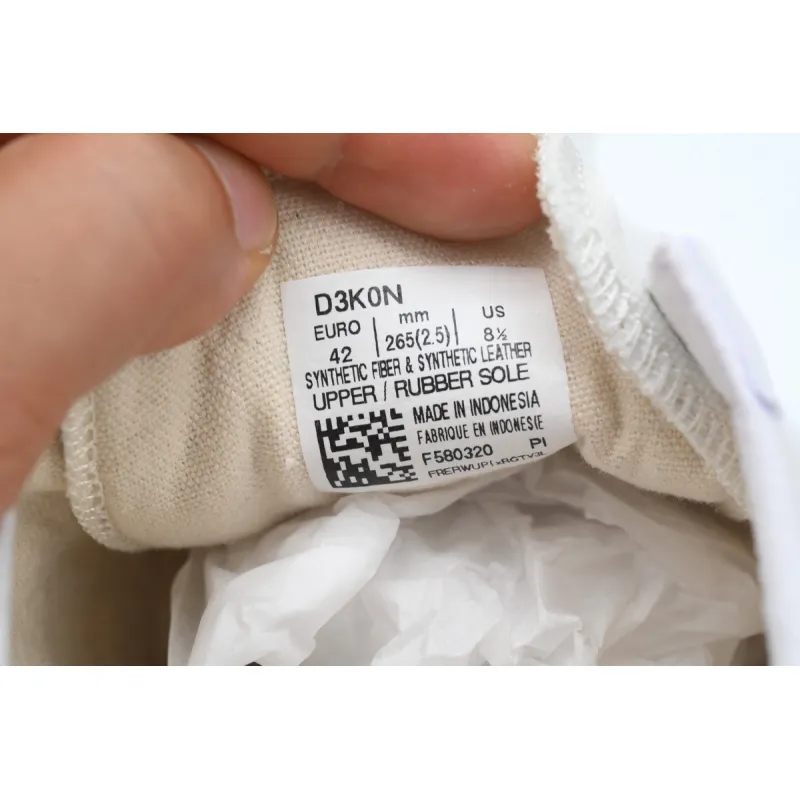 D3K0N
EURO | mm | US
42 | 265(2.5) | 8½
SYNTHETIC FIBER & SYNTHETIC LEATHER
UPPER / RUBBER SOLE
MADE IN INDONESIA
FABRIQUE EN INDONESIE
F580320 PI